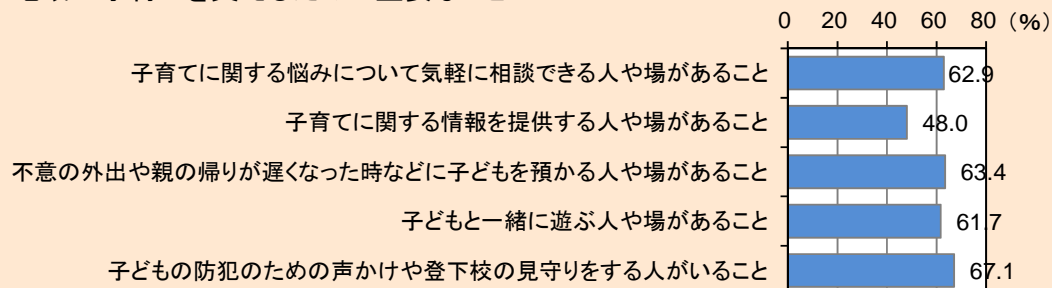 0 20 40 60 80 (%)
子育てに関する悩みについて気軽に相談できる人や場があること 62.9
子育てに関する情報を提供する人や場があること 48.0
不意の外出や親の帰りが遅くなった時などに子どもを預かる人や場があること 63.4
子どもと一緒に遊ぶ人や場があること 61.7
子どもの防犯のための声かけや登下校の見守りをする人がいること 67.1